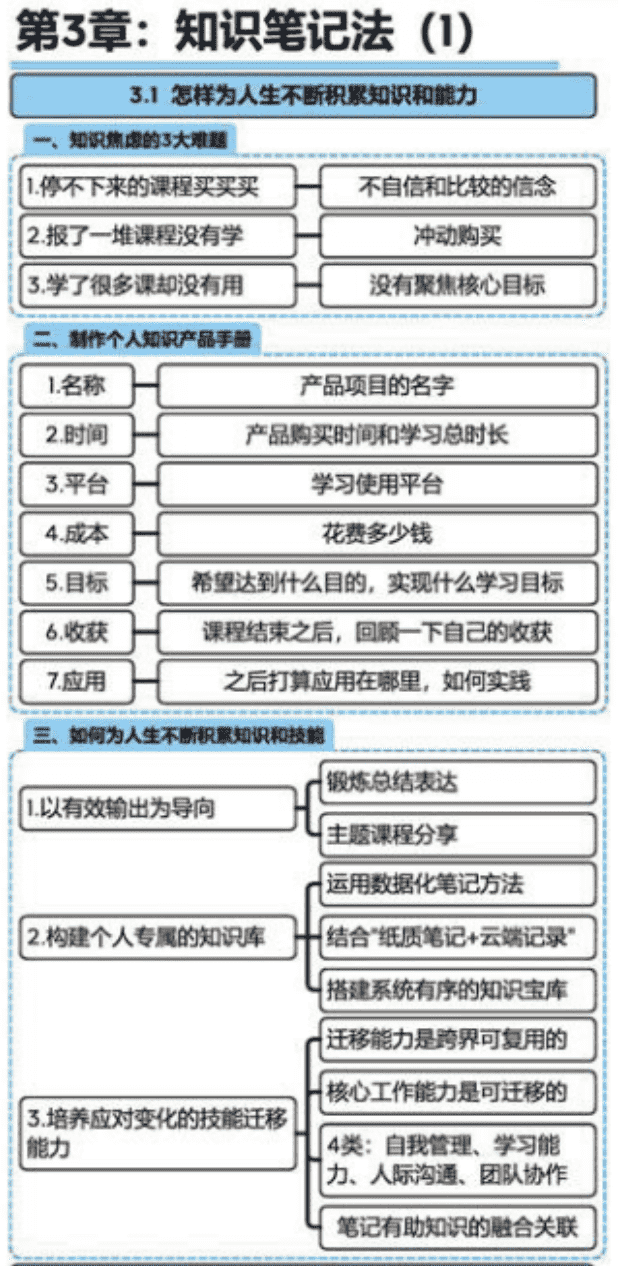 第3章：知识笔记法（1）
3.1 怎样为人生不断积累知识和能力
一、知识焦虑的3大难题
1.停不下来的课程买买买
不自信和比较的信念
2.报了一堆课程没有学
冲动购买
3.学了很多课却没有用
没有聚焦核心目标
二、制作个人知识产品手册
1.名称
产品项目的名字
2.时间
产品购买时间和学习总时长
3.平台
学习使用平台
4.成本
花费多少钱
5.目标
希望达到什么目的，实现什么学习目标
6.收获
课程结束之后，回顾一下自己的收获
7.应用
之后打算应用在哪里，如何实践
三、如何为人生不断积累知识和技能
1.以有效输出为导向
锻炼总结表达
主题课程分享
2.构建个人专属的知识库
运用数据化笔记方法
结合"纸质笔记+云端记录"
搭建系统有序的知识宝库
3.培养应对变化的技能迁移
能力
迁移能力是跨界可复用的
核心工作能力是可迁移的
4类：自我管理、学习能
力、人际沟通、团队协作
笔记有助知识的融合关联